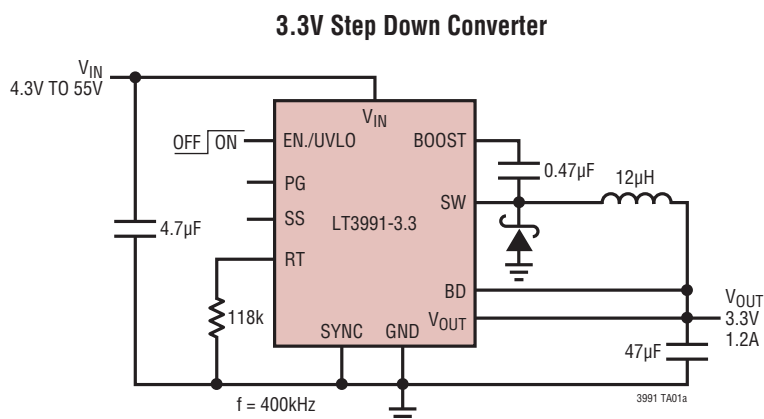 3.3V Step Down Converter
VIN
4.3V TO 55V
VIN
OFF ON
EN./UVLO
BOOST
0.47µF
12µH
PG
SW
4.7µF
SS
LT3991-3.3
RT
118k
BD
VOUT
VOUT
3.3V
1.2A
SYNC
GND
47µF
f = 400kHz
3991 TA01a